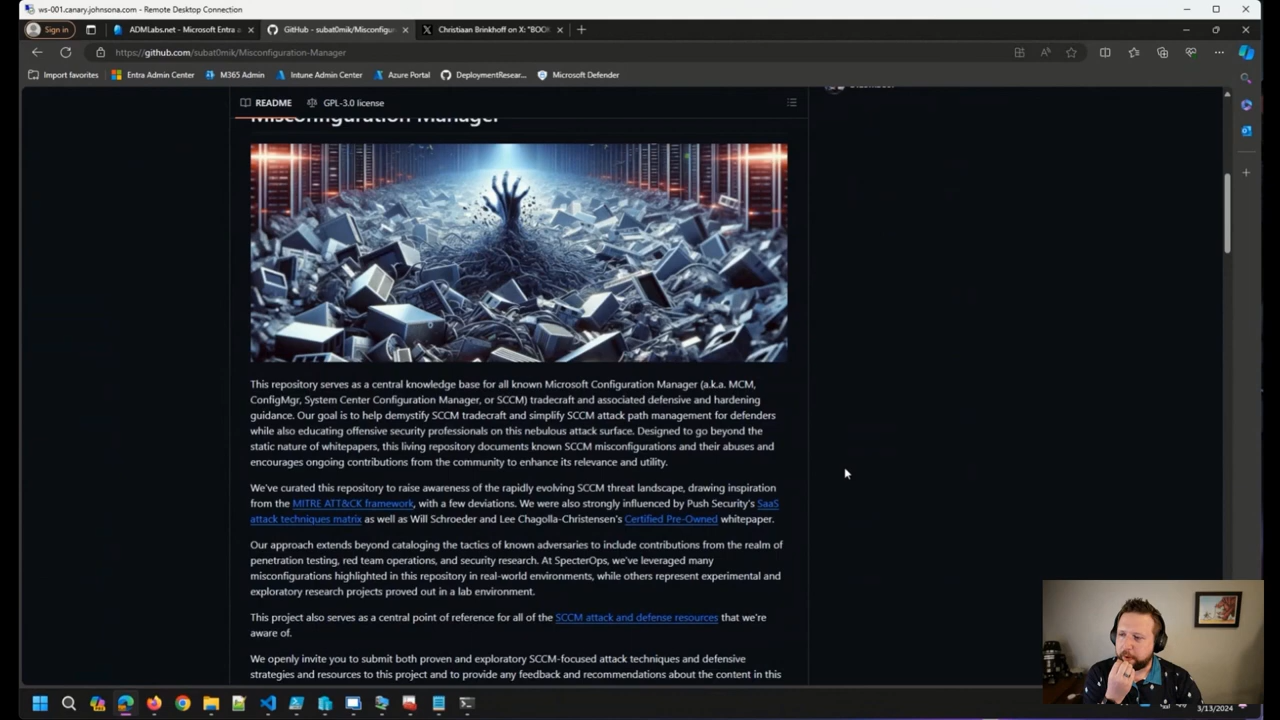 ws-001.canary.johnsona.com - Remote Desktop Connection
Sign in
ADMLabs.net - Microsoft Entra
GitHub - subat0mik/Misconfigu
Christiaan Brinkhoff on X: "BOO
https://github.com/subat0mik/Misconfiguration-Manager
Import favorites
Entra Admin Center
M365 Admin
Intune Admin Center
Azure Portal
DeploymentResear...
Microsoft Defender
README
GPL-3.0 license
Misconfiguration Manager
This repository serves as a central knowledge base for all known Microsoft Configuration Manager (a.k.a. MCM,
ConfigMgr, System Center Configuration Manager, or SCCM) tradecraft and associated defensive and hardening
guidance. Our goal is to help demystify SCCM tradecraft and simplify SCCM attack path management for defenders
while also educating offensive security professionals on this nebulous attack surface. Designed to go beyond the
static nature of whitepapers, this living repository documents known SCCM misconfigurations and their abuses and
encourages ongoing contributions from the community to enhance its relevance and utility.
We've curated this repository to raise awareness of the rapidly evolving SCCM threat landscape, drawing inspiration
from the MITRE ATT&CK framework, with a few deviations. We were also strongly influenced by Push Security's SaaS
attack techniques matrix as well as Will Schroeder and Lee Chagolla-Christensen's Certified Pre-Owned whitepaper.
Our approach extends beyond cataloging the tactics of known adversaries to include contributions from the realm of
penetration testing, red team operations, and security research. At SpecterOps, we've leveraged many
misconfigurations highlighted in this repository in real-world environments, while others represent experimental and
exploratory research projects proved out in a lab environment.
This project also serves as a central point of reference for all of the SCCM attack and defense resources that we're
aware of.
We openly invite you to submit both proven and exploratory SCCM-focused attack techniques and defensive
strategies and resources to this project and to provide any feedback and recommendations about the content in this
3/13/2024